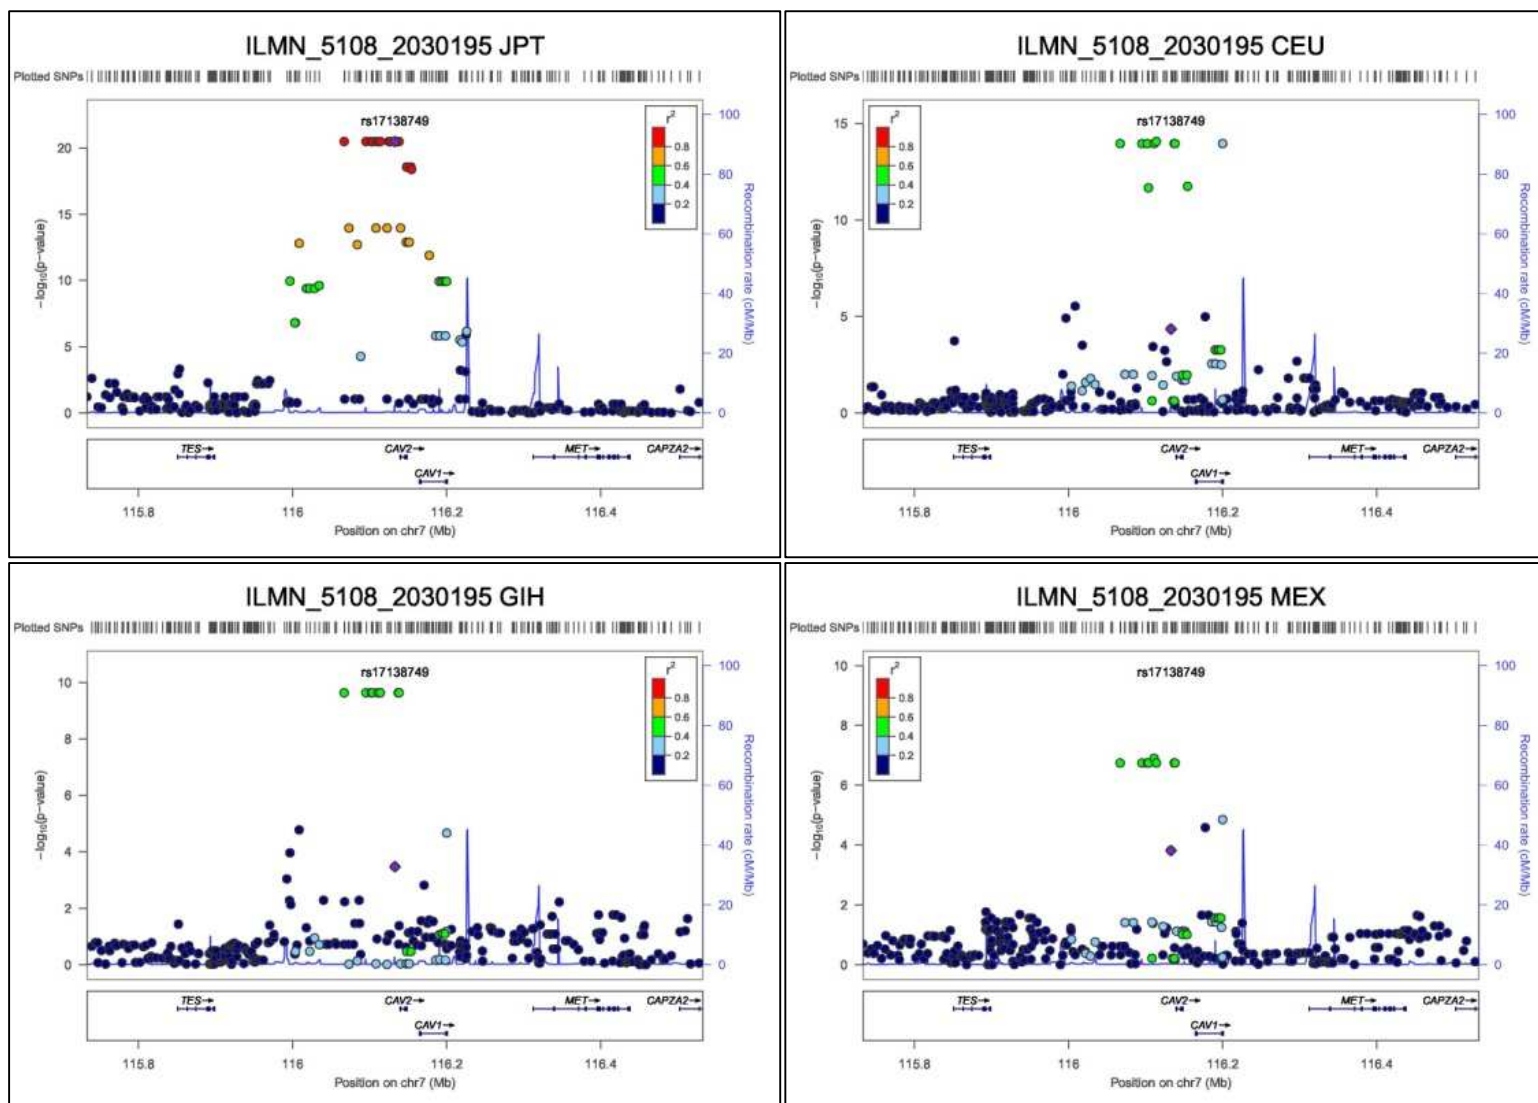 ILMN_5108_2030195 JPT
Plotted SNPs
rs17138749
r2
0.8
0.6
0.4
0.2
20
15
10
5
0
−log10(p−value)
100
80
60
40
20
0
Recombination rate (cM/Mb)
TES→
CAV2→
MET→
CAPZA2→
CAV1→
115.8
116
116.2
116.4
Position on chr7 (Mb)
ILMN_5108_2030195 CEU
Plotted SNPs
rs17138749
r2
0.8
0.6
0.4
0.2
15
10
5
0
−log10(p−value)
100
80
60
40
20
0
Recombination rate (cM/Mb)
TES→
CAV2→
MET→
CAPZA2→
CAV1→
115.8
116
116.2
116.4
Position on chr7 (Mb)
ILMN_5108_2030195 GIH
Plotted SNPs
rs17138749
r2
0.8
0.6
0.4
0.2
10
8
6
4
2
0
−log10(p−value)
100
80
60
40
20
0
Recombination rate (cM/Mb)
TES→
CAV2→
MET→
CAPZA2→
CAV1→
115.8
116
116.2
116.4
Position on chr7 (Mb)
ILMN_5108_2030195 MEX
Plotted SNPs
rs17138749
r2
0.8
0.6
0.4
0.2
10
8
6
4
2
0
−log10(p−value)
100
80
60
40
20
0
Recombination rate (cM/Mb)
TES→
CAV2→
MET→
CAPZA2→
CAV1→
115.8
116
116.2
116.4
Position on chr7 (Mb)